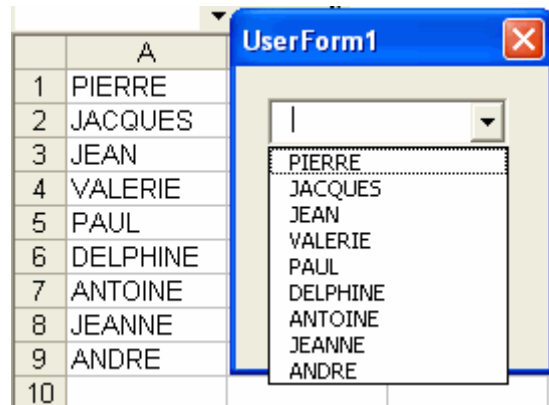 A
1 PIERRE
2 JACQUES
3 JEAN
4 VALERIE
5 PAUL
6 DELPHINE
7 ANTOINE
8 JEANNE
9 ANDRE
10
UserForm1
PIERRE
JACQUES
JEAN
VALERIE
PAUL
DELPHINE
ANTOINE
JEANNE
ANDRE